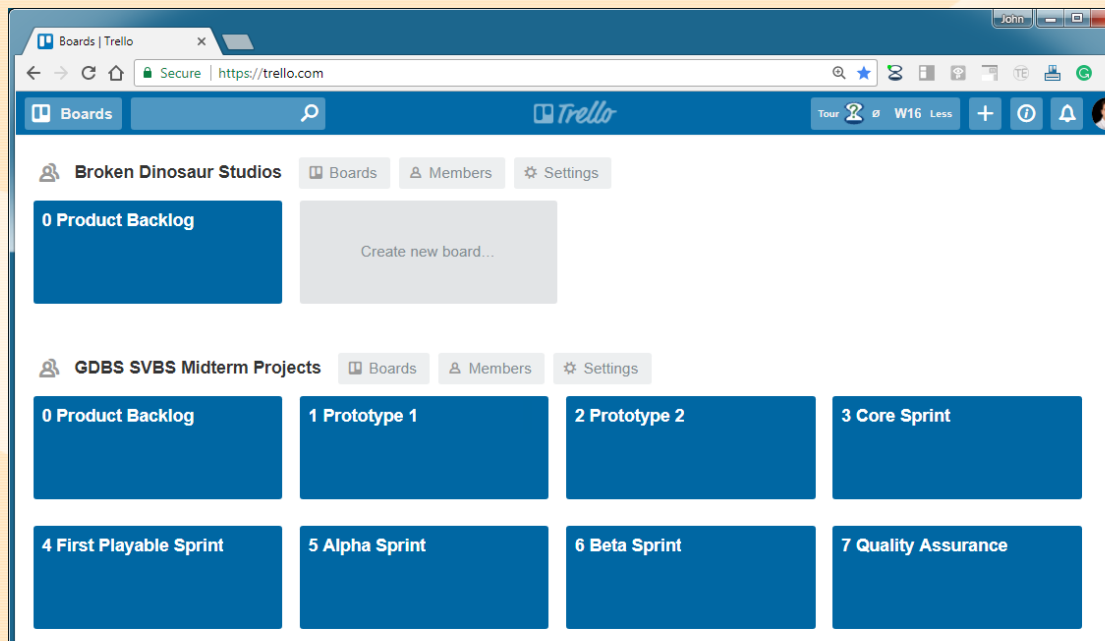 John
Boards | Trello
Secure https://trello.com
TE
G
Boards
Trello
Tour ø W16 Less
Broken Dinosaur Studios Boards Members Settings
0 Product Backlog
Create new board...
GDBS SVBS Midterm Projects Boards Members Settings
0 Product Backlog 1 Prototype 1 2 Prototype 2 3 Core Sprint
4 First Playable Sprint 5 Alpha Sprint 6 Beta Sprint 7 Quality Assurance